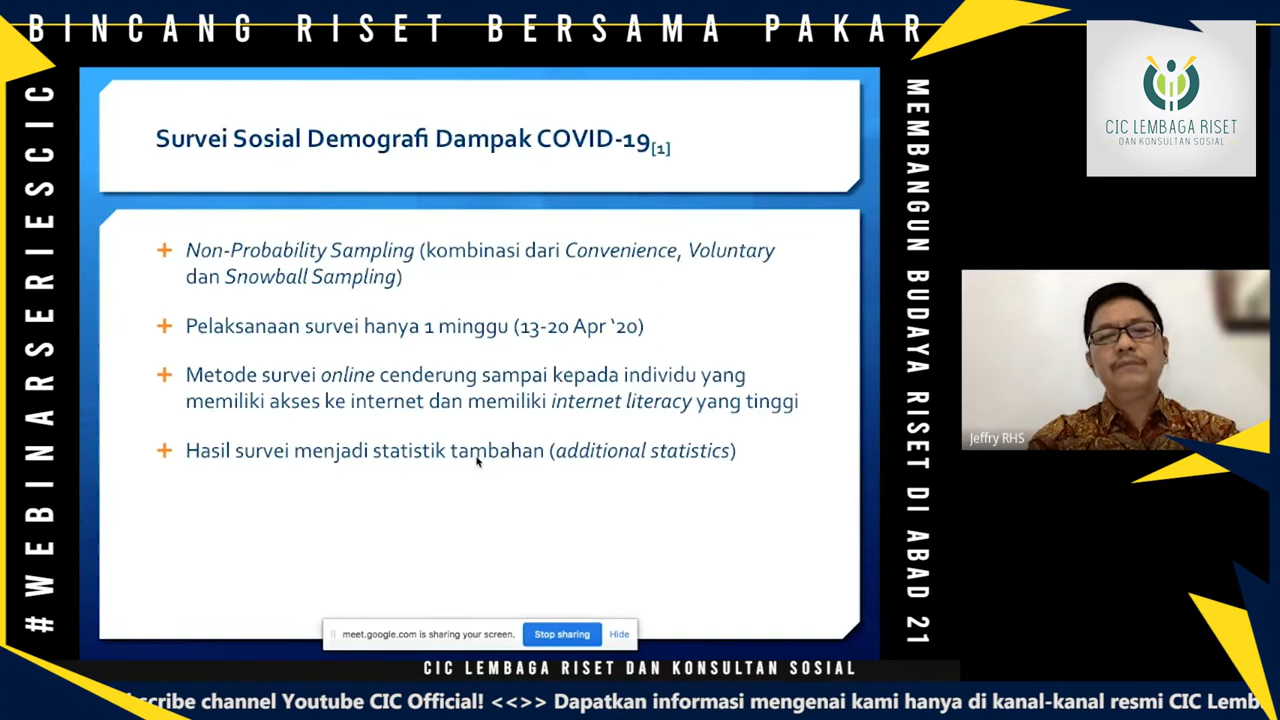 BINCANG RISET BERSAMA PAKAR
#WEBINARSERIESCIC
Survei Sosial Demografi Dampak COVID-19[1]
Non-Probability Sampling (kombinasi dari Convenience, Voluntary
dan Snowball Sampling)
Pelaksanaan survei hanya 1 minggu (13-20 Apr ‘20)
Metode survei online cenderung sampai kepada individu yang
memiliki akses ke internet dan memiliki internet literacy yang tinggi
Hasil survei menjadi statistik tambahan (additional statistics)
meet.google.com is sharing your screen.
Stop sharing
Hide
MEMBANGUN BUDAYA RISET DI ABAD 21
CIC LEMBAGA RISET
DAN KONSULTAN SOSIAL
Jeffry RHS
CIC LEMBAGA RISET DAN KONSULTAN SOSIAL
bscribe channel Youtube CIC Official! <<>> Dapatkan informasi mengenai kami hanya di kanal-kanal resmi CIC Lemb